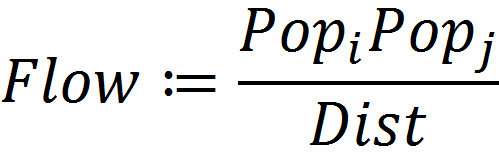 Flow := Pop_i Pop_j / Dist